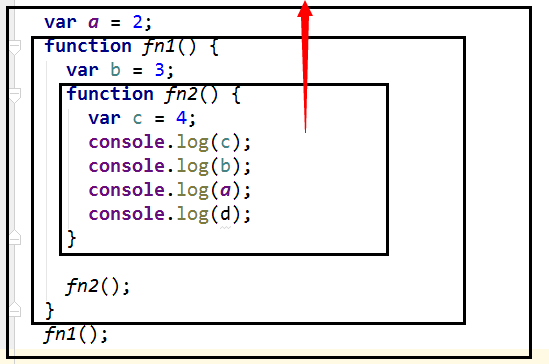 var a = 2;
function fn1() {
var b = 3;
function fn2() {
var c = 4;
console.log(c);
console.log(b);
console.log(a);
console.log(d);
}
fn2();
}
fn1();